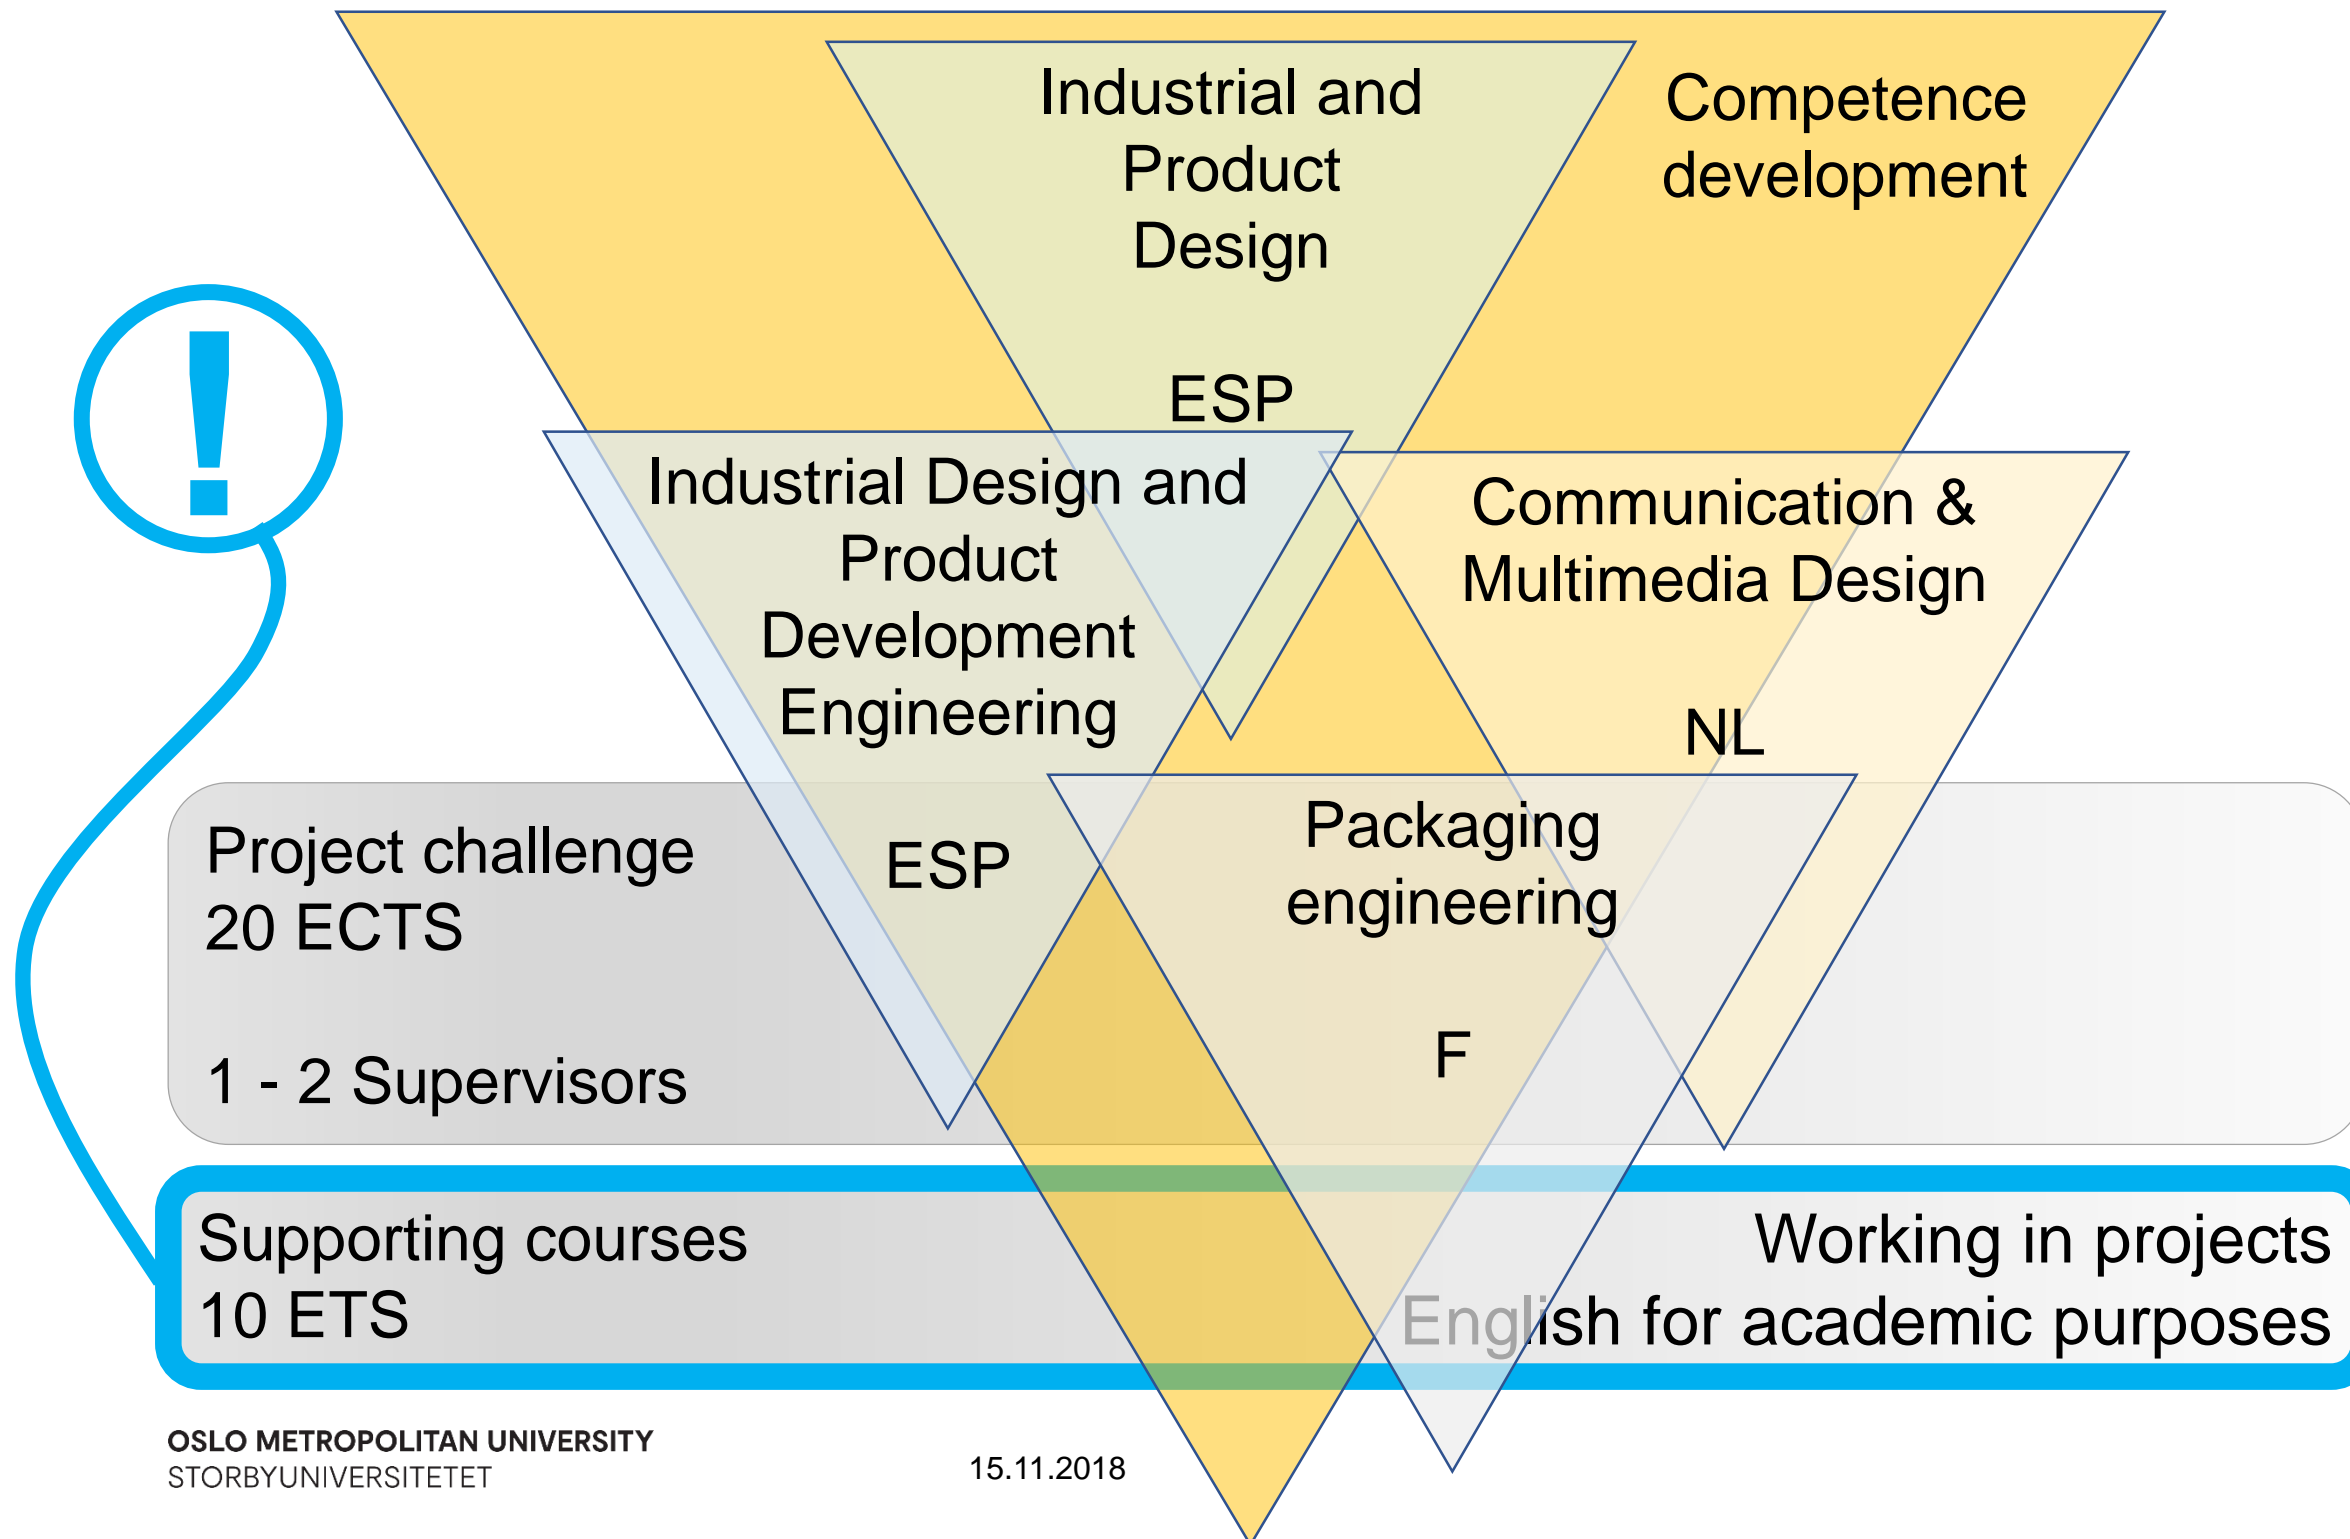 Industrial and
Product
Design
ESP
Competence
development
!
Industrial Design and
Product
Development
Engineering
ESP
Communication &
Multimedia Design
NL
Packaging
engineering
F
Project challenge
20 ECTS
1 - 2 Supervisors
Supporting courses
10 ETS
Working in projects
English for academic purposes
OSLO METROPOLITAN UNIVERSITY
STORBYUNIVERSITETET
15.11.2018